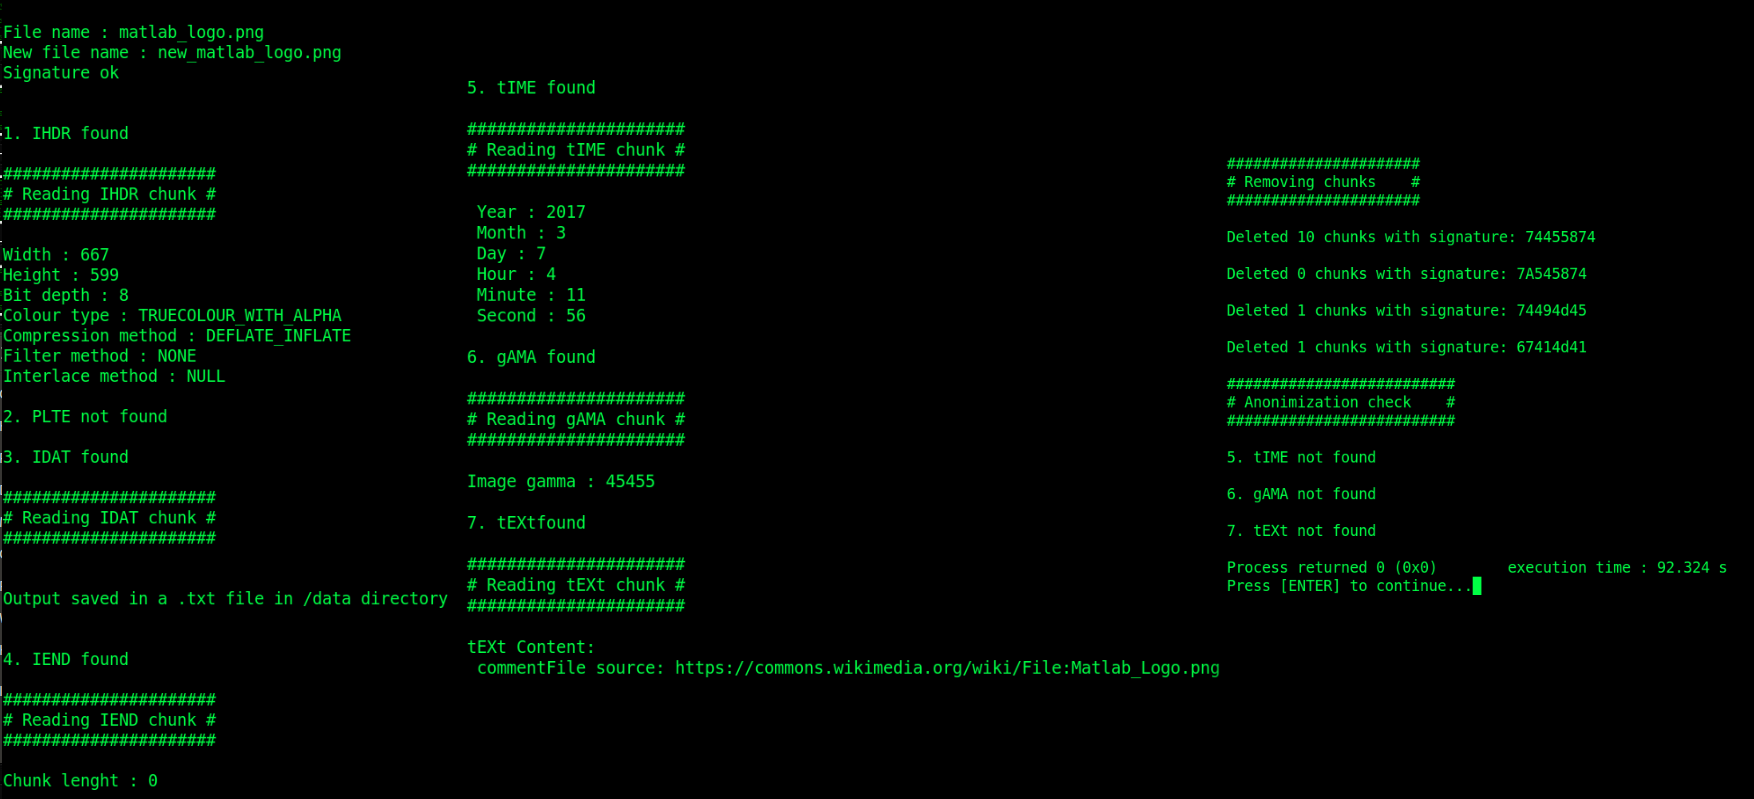 File name : matlab_logo.png
New file name : new_matlab_logo.png
Signature ok
1. IHDR found
######################
# Reading IHDR chunk #
######################
Width : 667
Height : 599
Bit depth : 8
Colour type : TRUECOLOUR_WITH_ALPHA
Compression method : DEFLATE_INFLATE
Filter method : NONE
Interlace method : NULL
2. PLTE not found
3. IDAT found
######################
# Reading IDAT chunk #
######################
Output saved in a .txt file in /data directory
4. IEND found
######################
# Reading IEND chunk #
######################
Chunk lenght : 0
5. tIME found
######################
# Reading tIME chunk #
######################
Year : 2017
Month : 3
Day : 7
Hour : 4
Minute : 11
Second : 56
6. gAMA found
######################
# Reading gAMA chunk #
######################
Image gamma : 45455
7. tEXtfound
######################
# Reading tEXt chunk #
######################
tEXt Content:
commentFile source: https://commons.wikimedia.org/wiki/File:Matlab_Logo.png
######################
# Removing chunks    #
######################
Deleted 10 chunks with signature: 74455874
Deleted 0 chunks with signature: 7A545874
Deleted 1 chunks with signature: 74494d45
Deleted 1 chunks with signature: 67414d41
##########################
# Anonimization check    #
##########################
5. tIME not found
6. gAMA not found
7. tEXt not found
Process returned 0 (0x0)        execution time : 92.324 s
Press [ENTER] to continue...